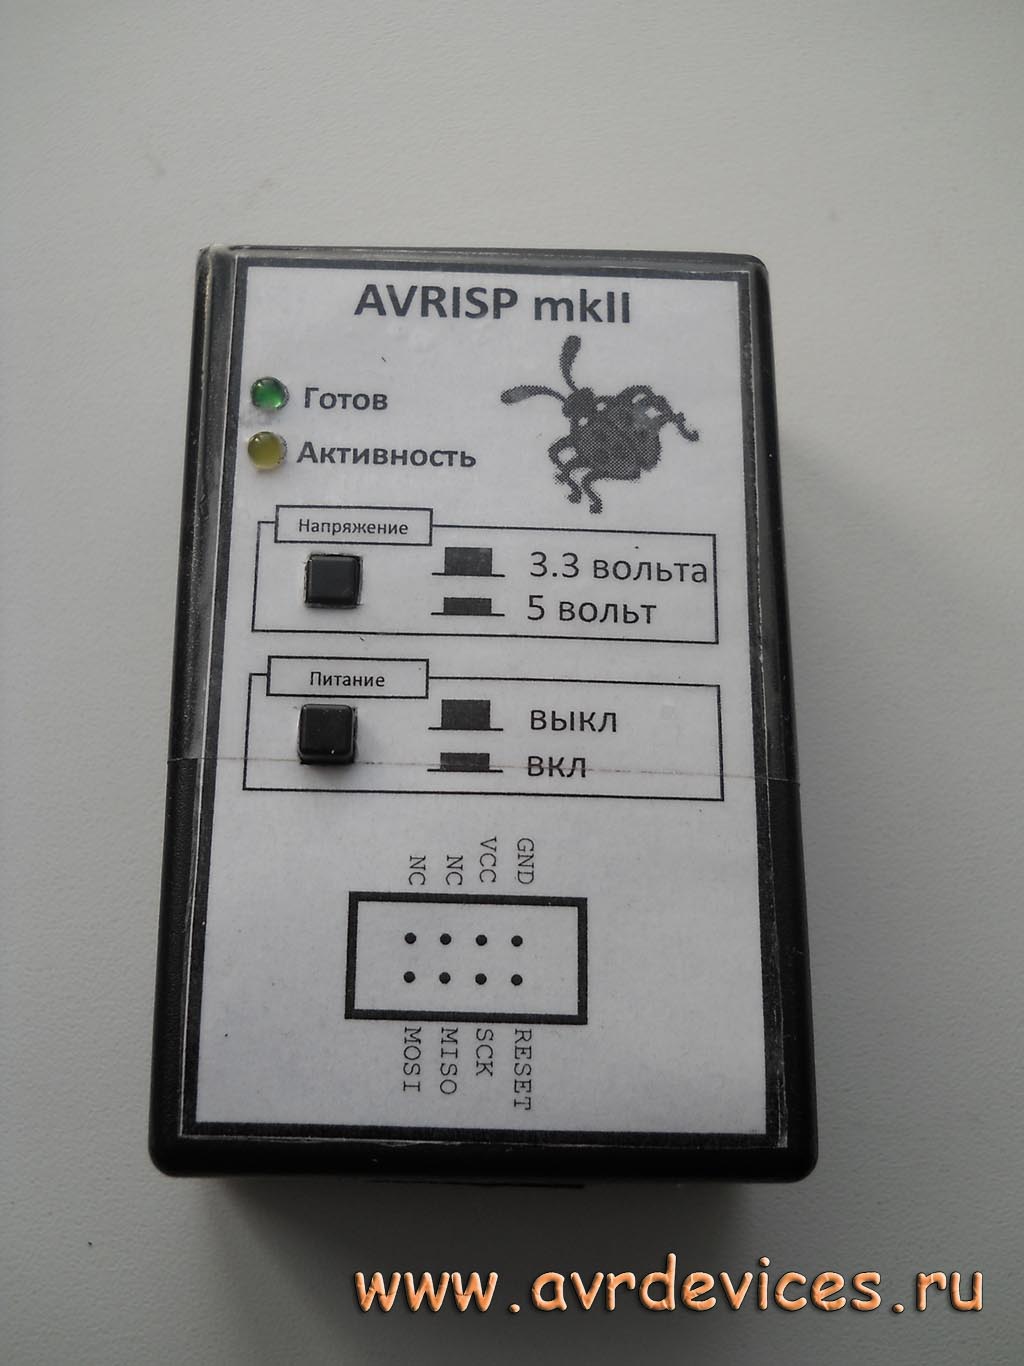 AVRISP mkII
Готов
Активность
Напряжение
3.3 вольта
5 вольт
Питание
выкл
вкл
NC NC VCC GND
MOSI MISO SCK RESET
www.avrdevices.ru